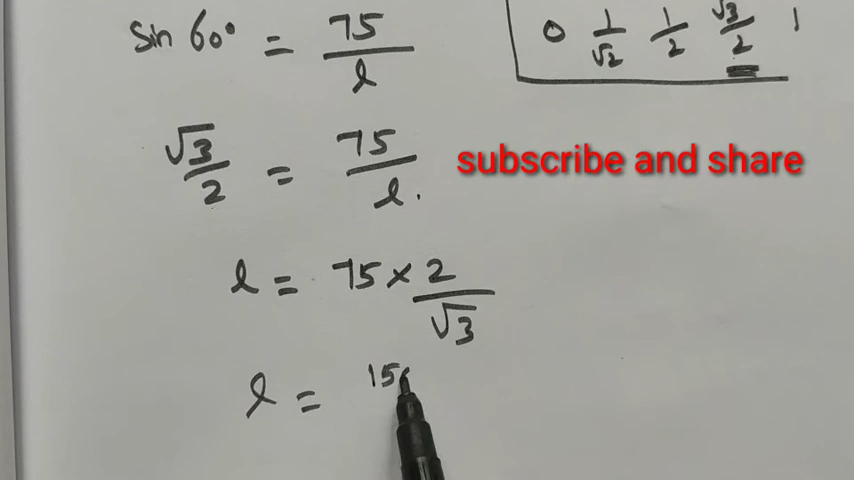 sin 60° = 75/l
0 1/√2 1/2 √3/2 1
√3/2 = 75/l.
subscribe and share
l = 75 × 2/√3
l = 15